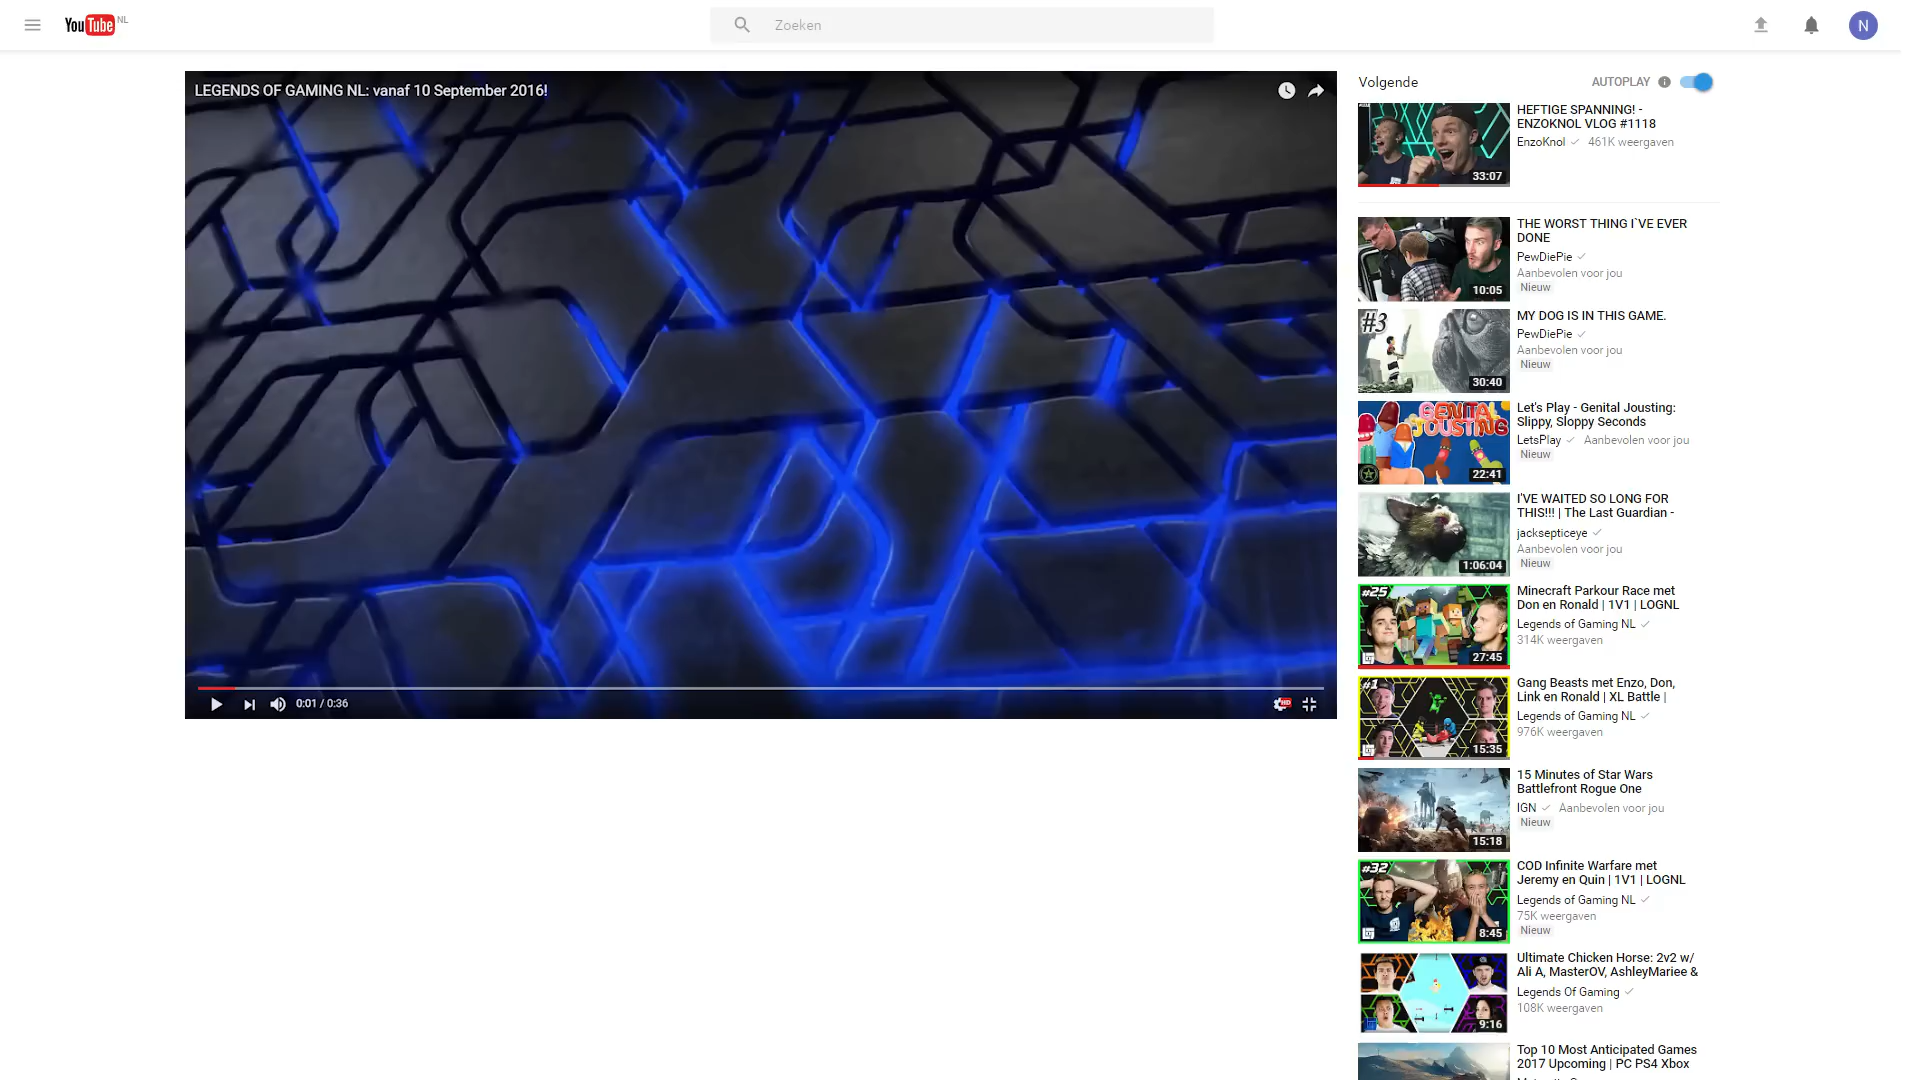 YouTube NL
Zoeken
N
LEGENDS OF GAMING NL: vanaf 10 September 2016!
0:01 / 0:36
HD
Volgende
AUTOPLAY
HEFTIGE SPANNING! -
ENZOKNOL VLOG #1118
EnzoKnol
461K weergaven
33:07
THE WORST THING I`VE EVER
DONE
PewDiePie
Aanbevolen voor jou
Nieuw
10:05
#3
MY DOG IS IN THIS GAME.
PewDiePie
Aanbevolen voor jou
Nieuw
30:40
GENITAL
JOUSTING
Let's Play - Genital Jousting:
Slippy, Sloppy Seconds
LetsPlay
Aanbevolen voor jou
Nieuw
22:41
I'VE WAITED SO LONG FOR
THIS!!! | The Last Guardian -
jacksepticeye
Aanbevolen voor jou
Nieuw
1:06:04
#25
Minecraft Parkour Race met
Don en Ronald | 1V1 | LOGNL
Legends of Gaming NL
314K weergaven
27:45
#1
Gang Beasts met Enzo, Don,
Link en Ronald | XL Battle |
Legends of Gaming NL
976K weergaven
15:35
15 Minutes of Star Wars
Battlefront Rogue One
IGN
Aanbevolen voor jou
Nieuw
15:18
#32
COD Infinite Warfare met
Jeremy en Quin | 1V1 | LOGNL
Legends of Gaming NL
75K weergaven
Nieuw
8:45
Ultimate Chicken Horse: 2v2 w/
Ali A, MasterOV, AshleyMariee &
Legends Of Gaming
108K weergaven
9:16
Top 10 Most Anticipated Games
2017 Upcoming | PC PS4 Xbox